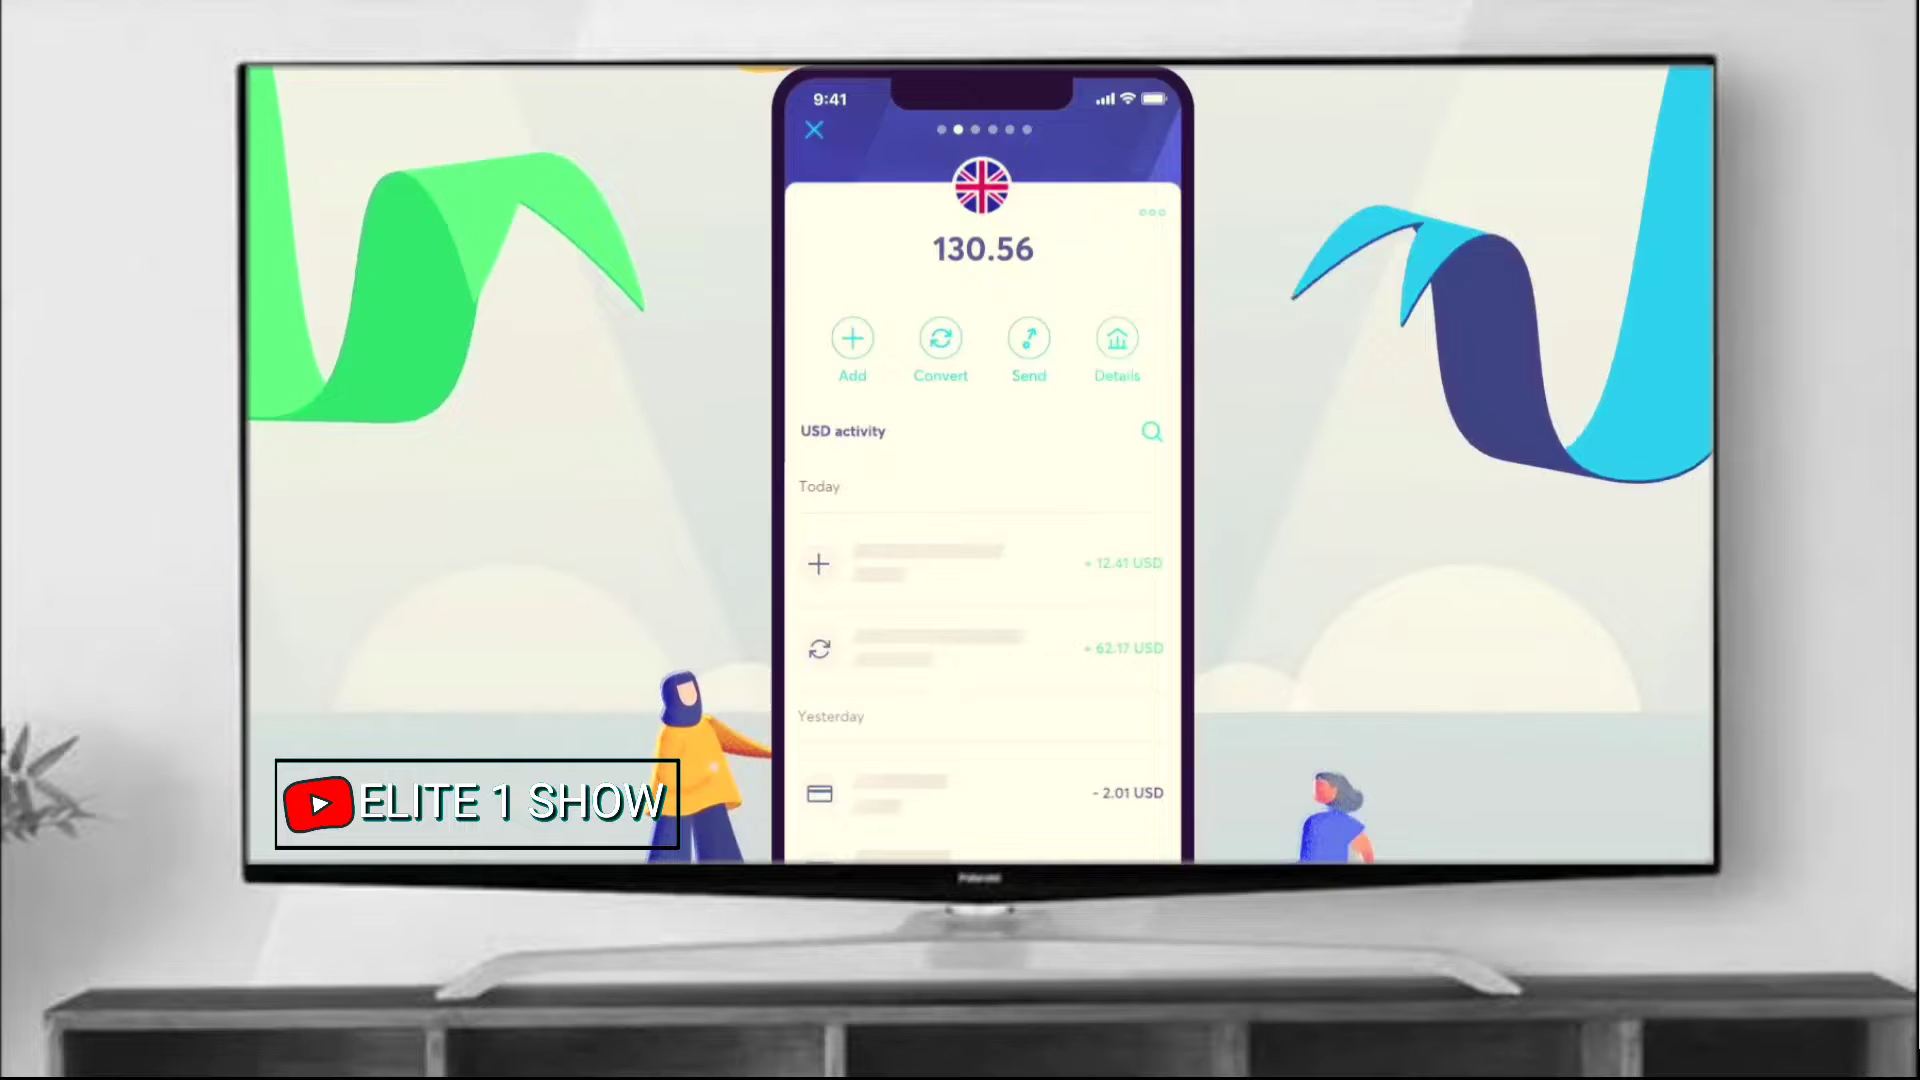 9:41
130.56
Add Convert Send Details
USD activity
Today
+ 12.41 USD
+ 62.17 USD
Yesterday
- 2.01 USD
ELITE 1 SHOW
Polaroid